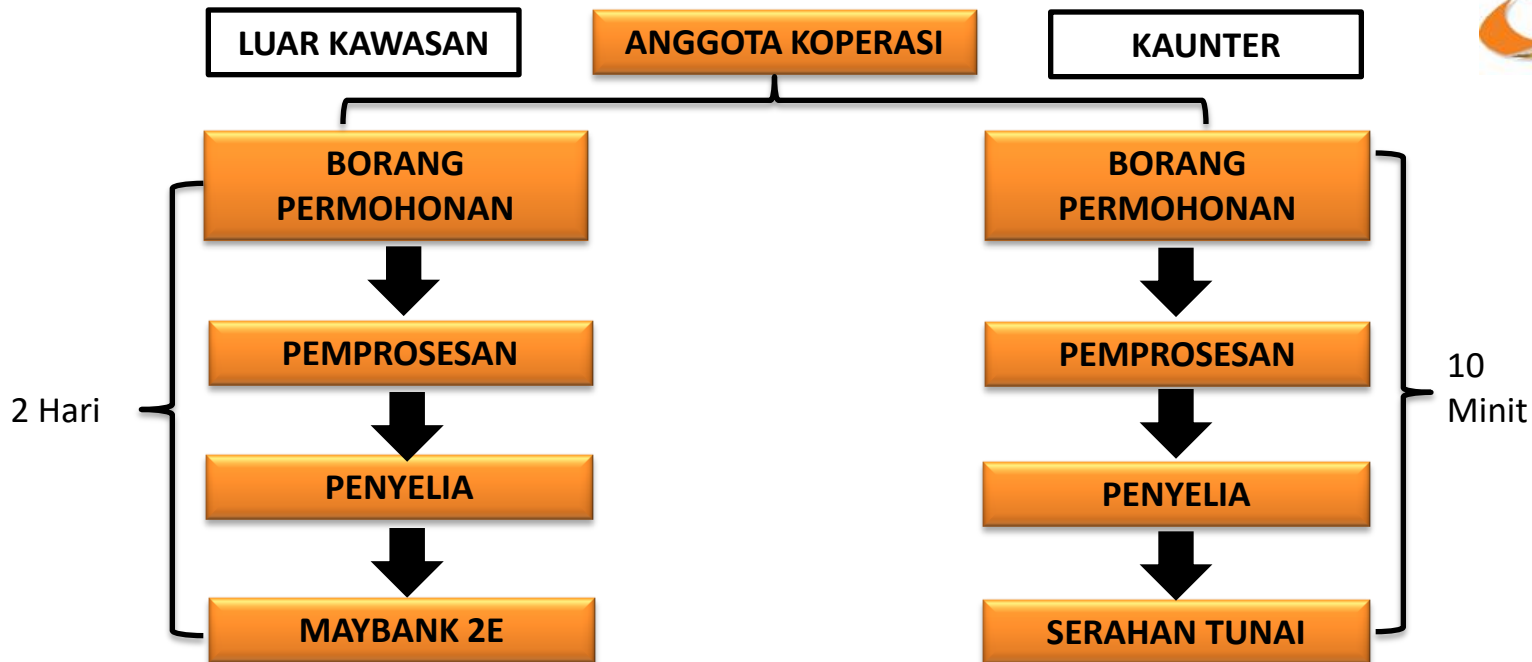 LUAR KAWASAN
ANGGOTA KOPERASI
KAUNTER
BORANG
PERMOHONAN
PEMPROSESAN
PENYELIA
MAYBANK 2E
2 Hari
BORANG
PERMOHONAN
PEMPROSESAN
PENYELIA
SERAHAN TUNAI
10
Minit